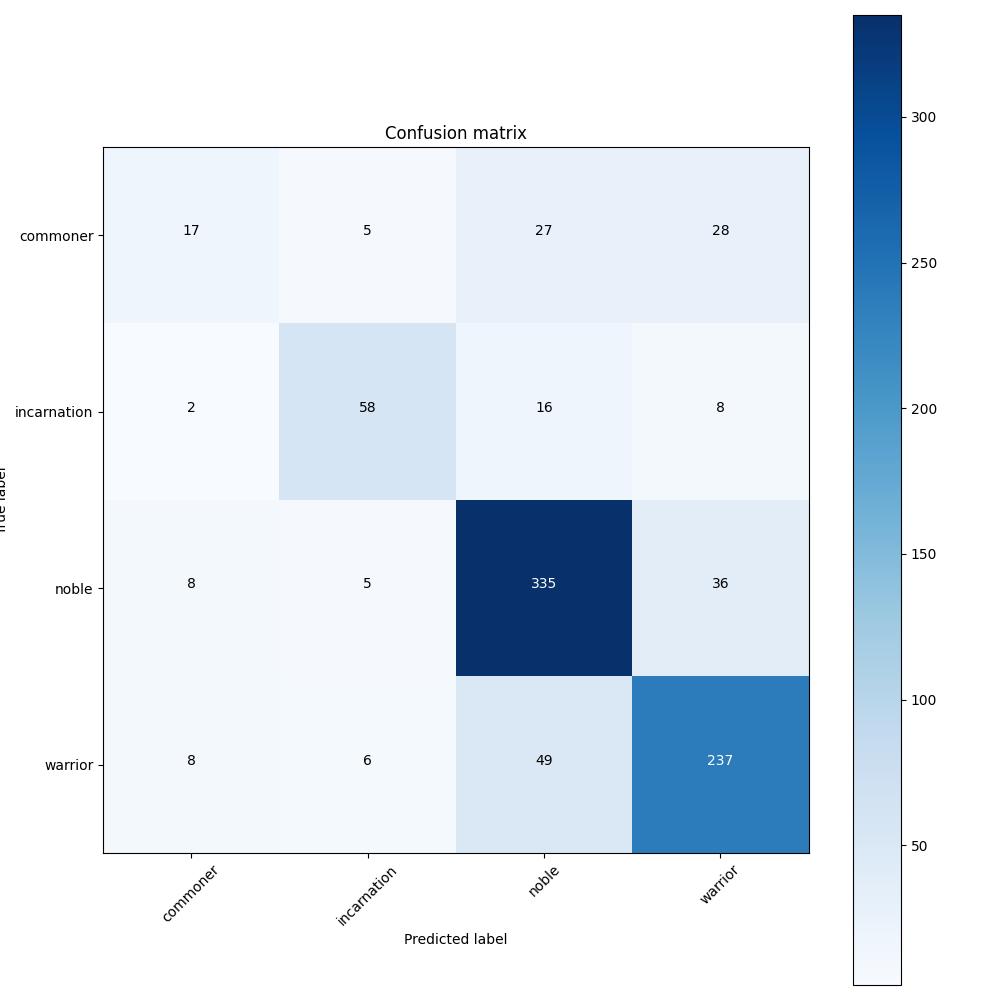 Confusion matrix
commoner 17 5 27 28
incarnation 2 58 16 8
noble 8 5 335 36
warrior 8 6 49 237
commoner incarnation noble warrior
Predicted label
300
250
200
150
100
50